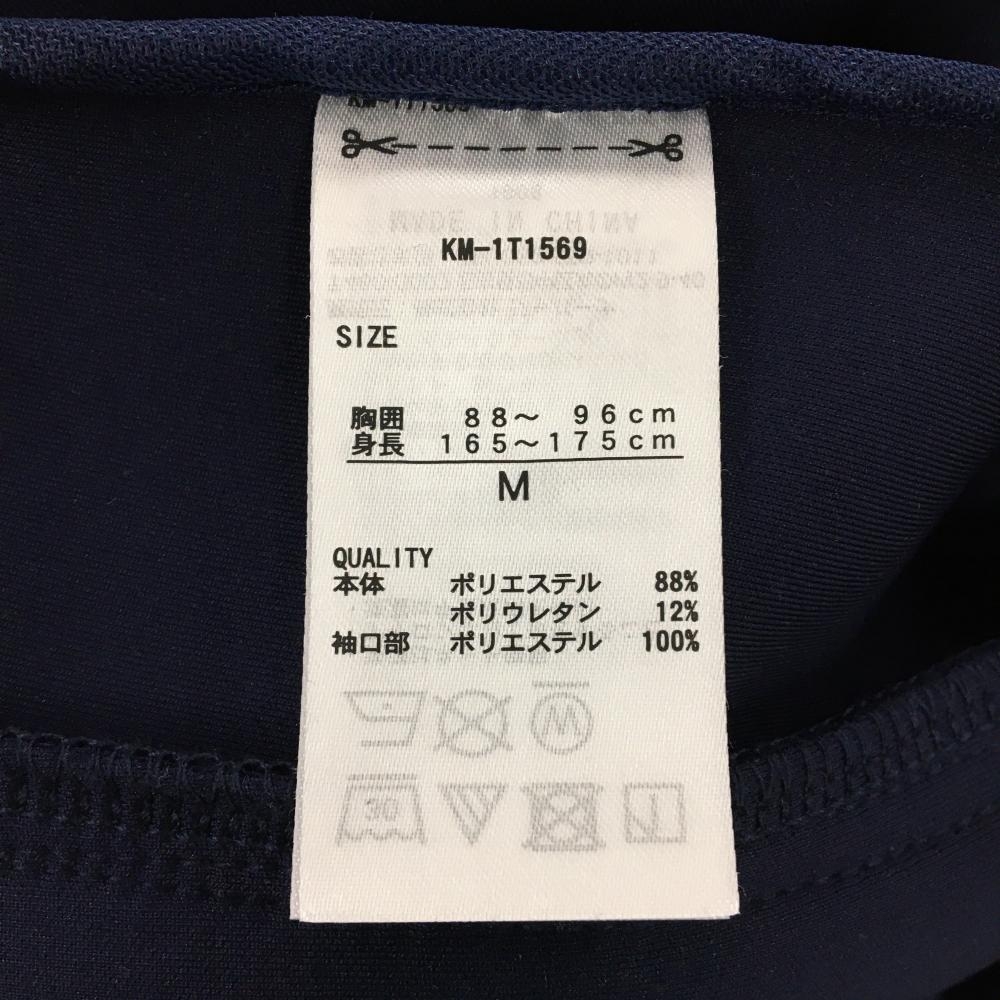 KM-1T1569
SIZE
胸囲 88～ 96cm
身長 165～175cm
M
QUALITY
本体 ポリエステル 88%
ポリウレタン 12%
袖口部 ポリエステル 100%
W
30